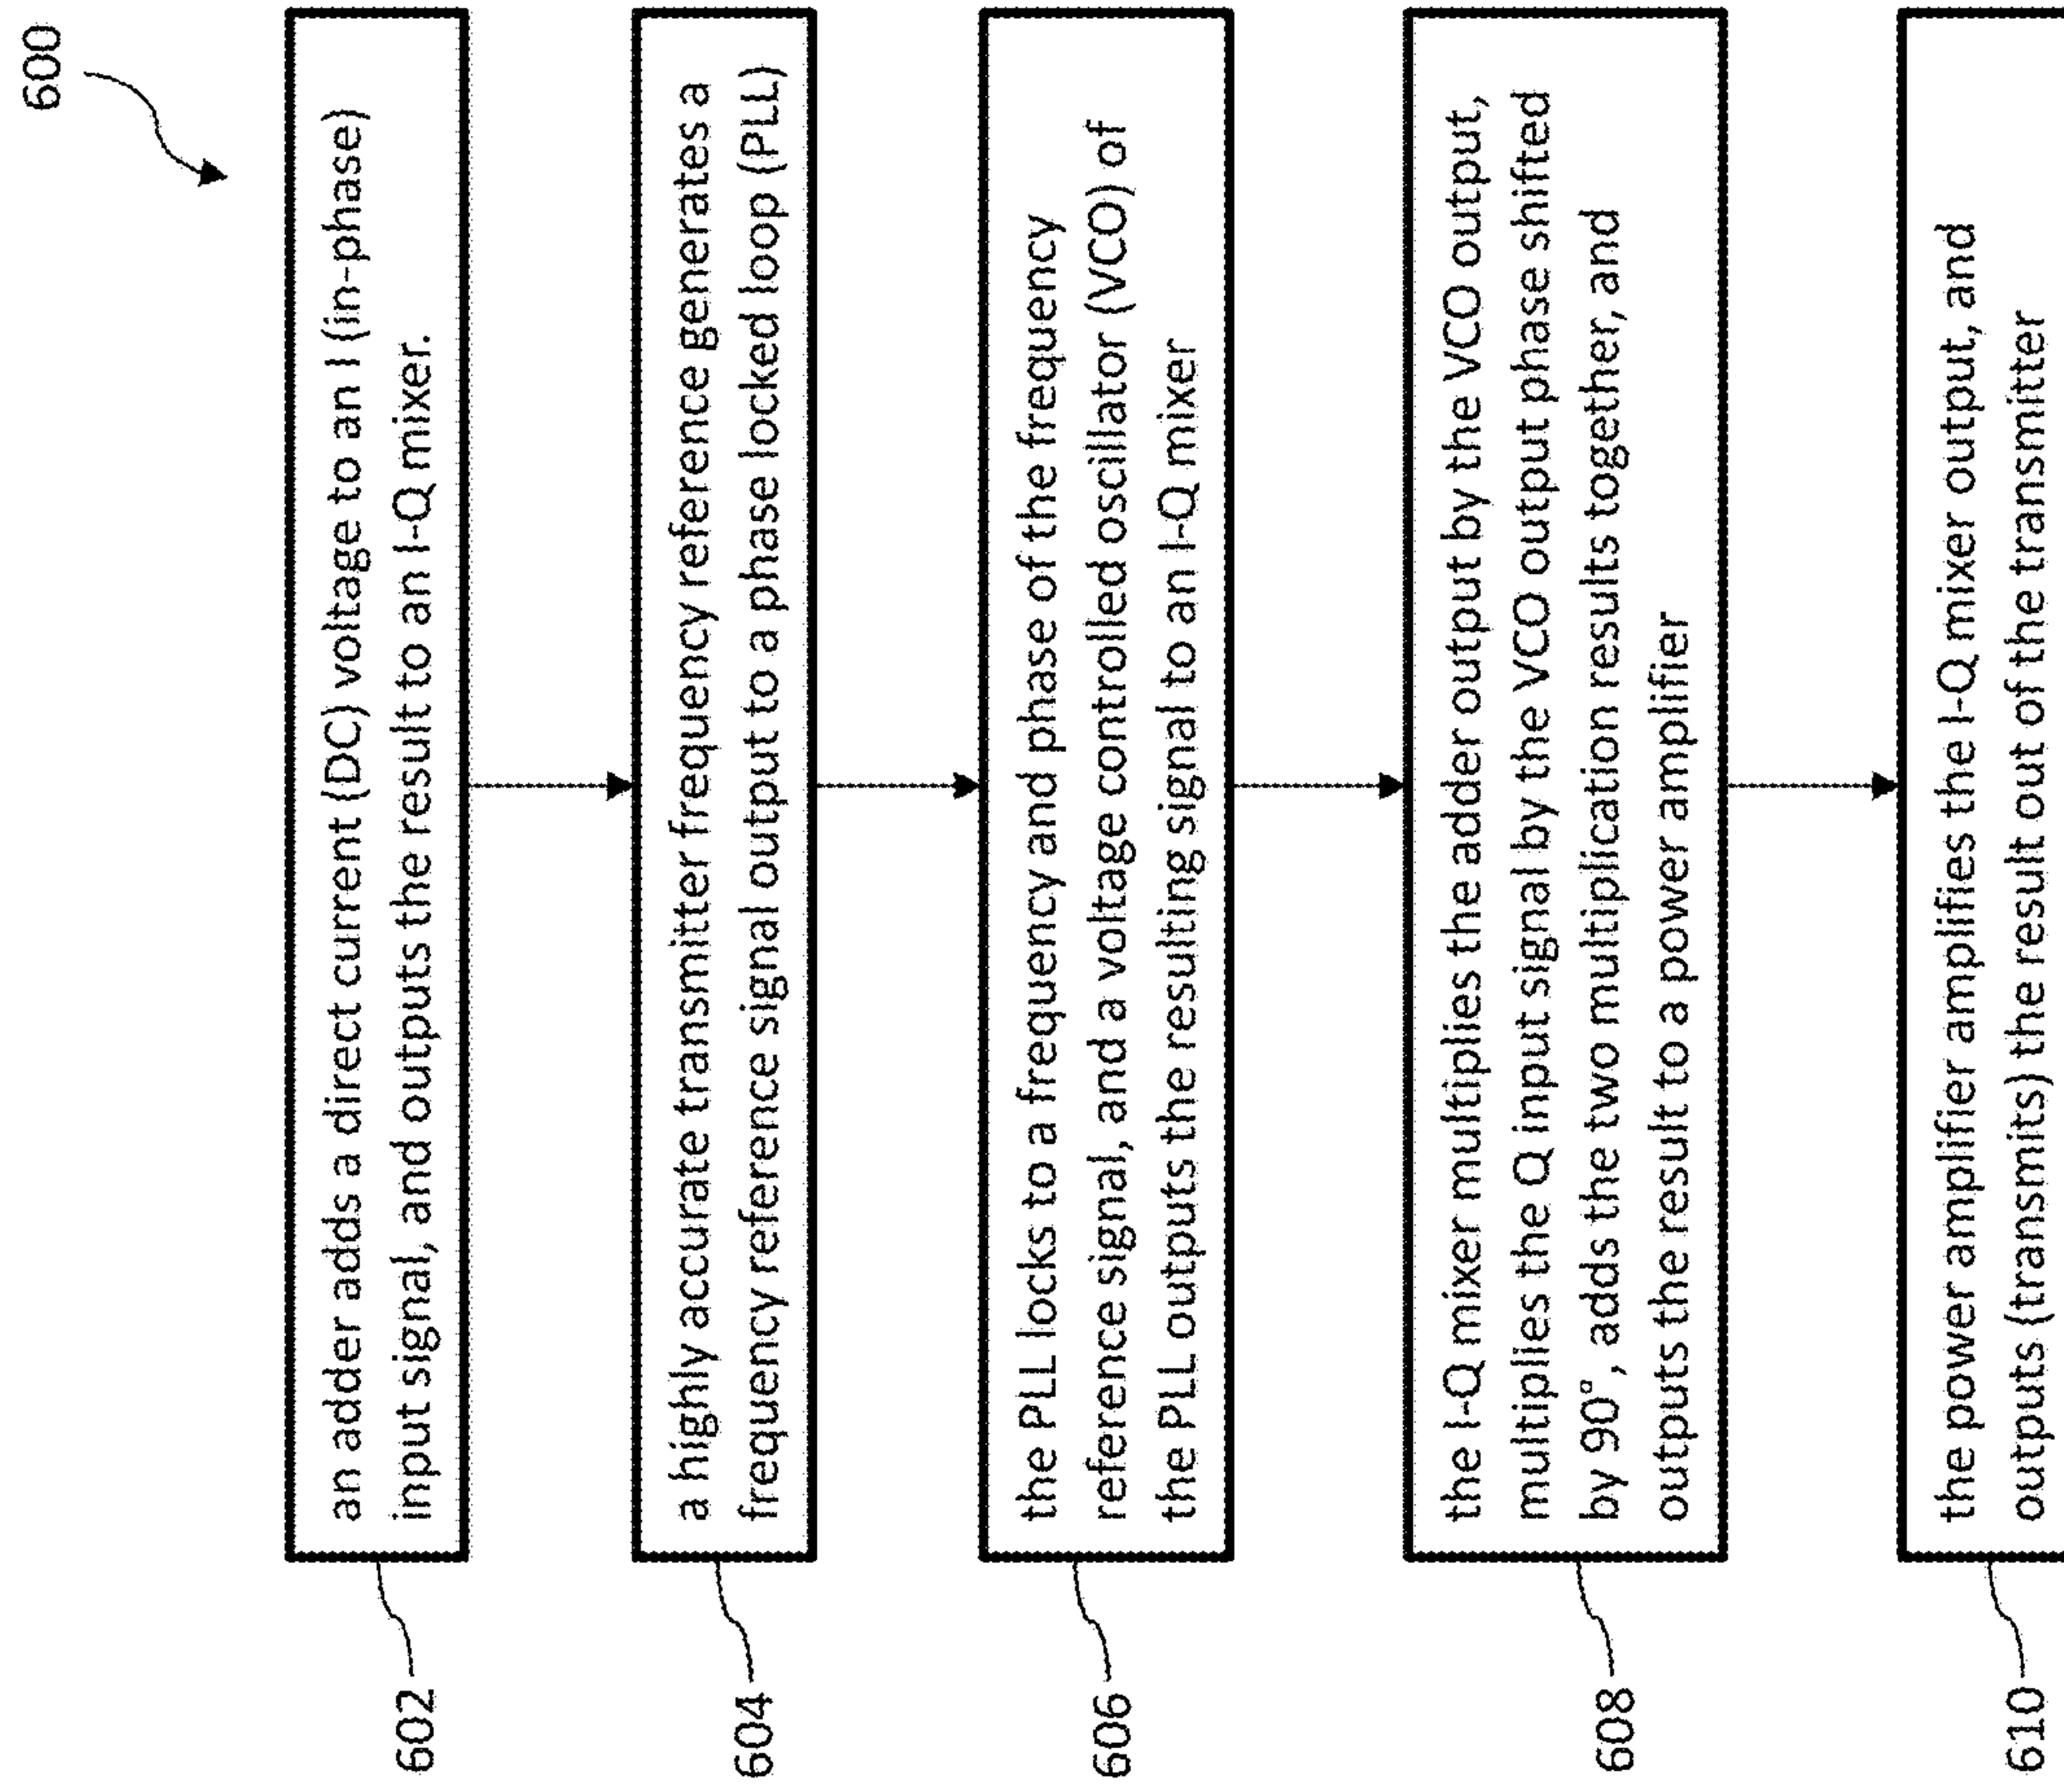 600
602
an adder adds a direct current (DC) voltage to an I (in-phase)
input signal, and outputs the result to an I-Q mixer.
604
a highly accurate transmitter frequency reference generates a
frequency reference signal output to a phase locked loop (PLL)
606
the PLL locks to a frequency and phase of the frequency
reference signal, and a voltage controlled oscillator (VCO) of
the PLL outputs the resulting signal to an I-Q mixer
608
the I-Q mixer multiplies the adder output by the VCO output,
multiplies the Q input signal by the VCO output phase shifted
by 90°, adds the two multiplication results together, and
outputs the result to a power amplifier
610
the power amplifier amplifies the I-Q mixer output, and
outputs (transmits) the result out of the transmitter